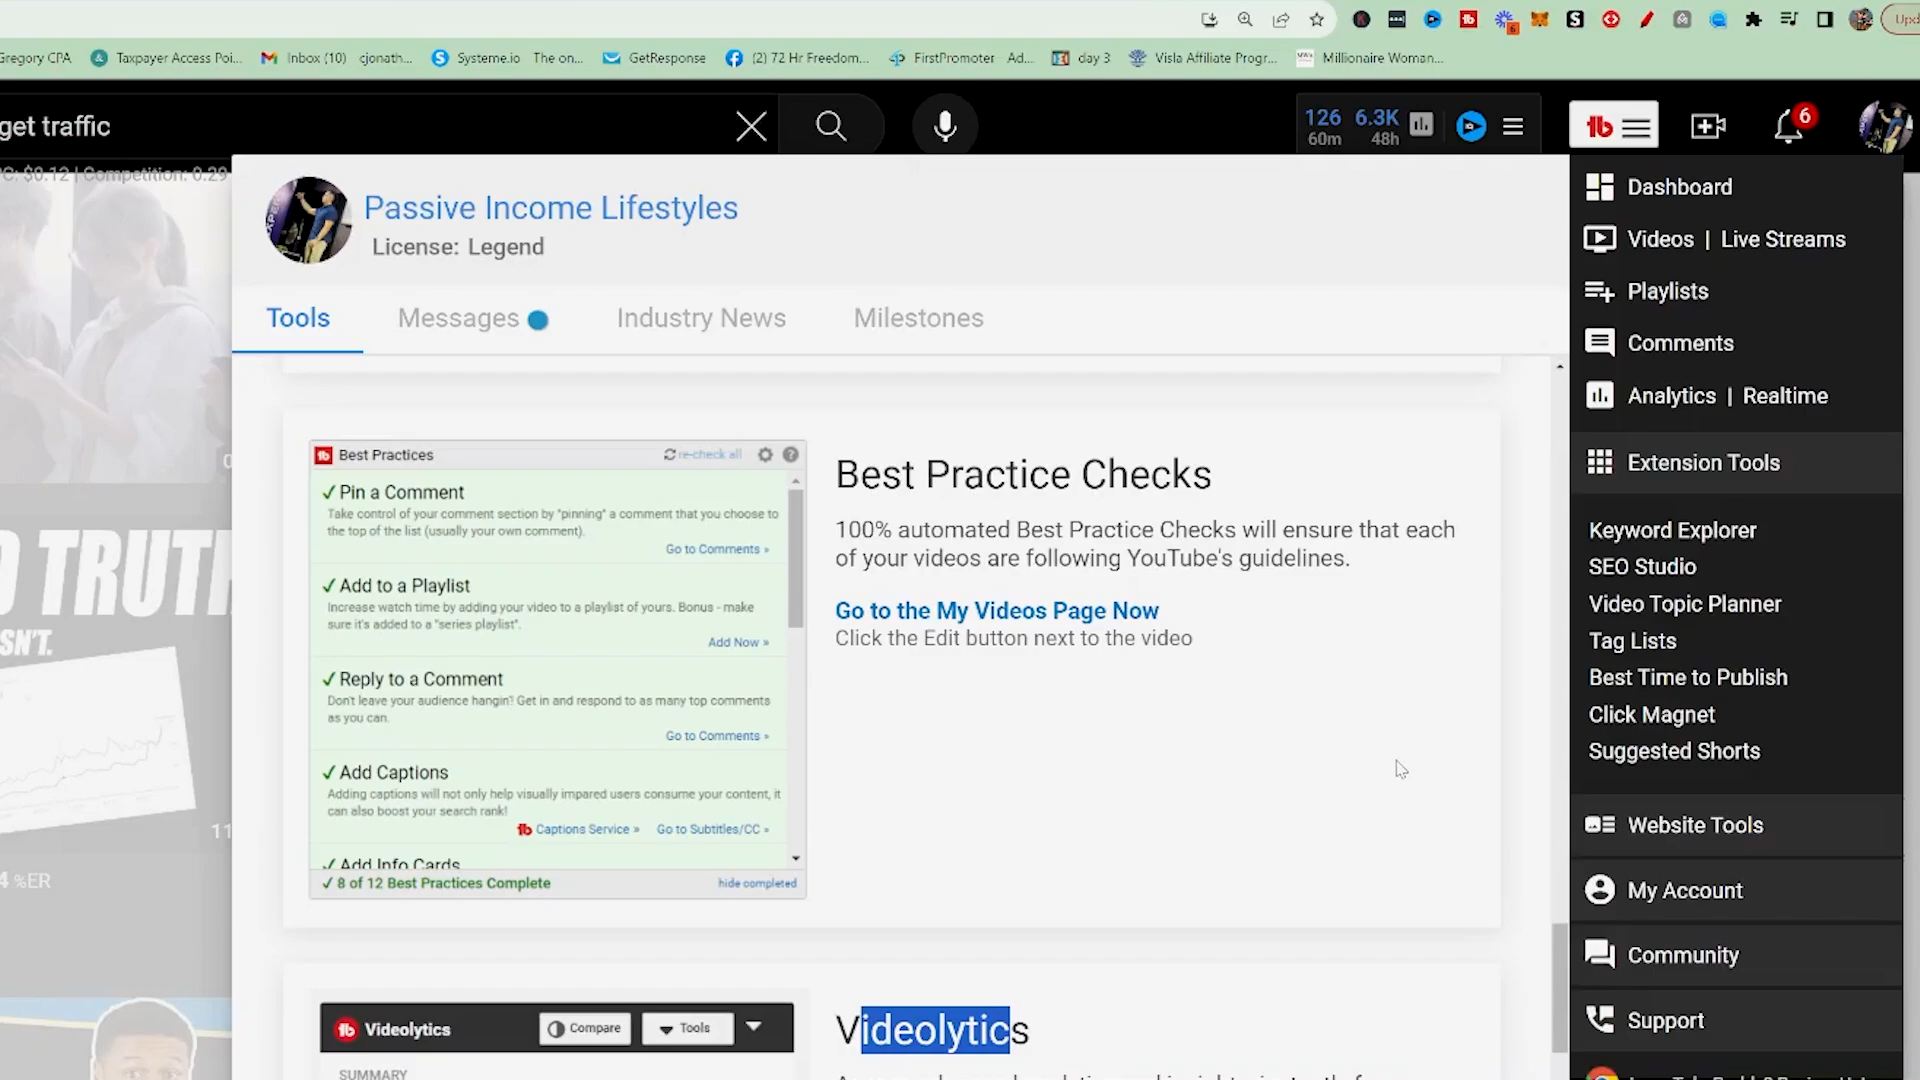 Gregory CPA
Taxpayer Access Poi...
Inbox (10) cjonath...
Systeme.io The on...
GetResponse
(2) 72 Hr Freedom...
FirstPromoter Ad...
day 3
Visla Affiliate Progr...
Millionaire Woman...
get traffic
126 6.3K
60m 48h
6
C: $8.12 | Competition: 0.29
Passive Income Lifestyles
License: Legend
Tools Messages Industry News Milestones
Best Practices
re-check all
✓ Pin a Comment
Take control of your comment section by "pinning" a comment that you choose to
the top of the list (usually your own comment).
Go to Comments »
✓ Add to a Playlist
Increase watch time by adding your video to a playlist of yours. Bonus - make
sure it's added to a "series playlist".
Add Now »
✓ Reply to a Comment
Don't leave your audience hangin'! Get in and respond to as many top comments
as you can.
Go to Comments »
✓ Add Captions
Adding captions will not only help visually impared users consume your content, it
can also boost your search rank!
Captions Service » Go to Subtitles/CC »
✓ Add Info Cards
✓ 8 of 12 Best Practices Complete
hide completed
Best Practice Checks
100% automated Best Practice Checks will ensure that each
of your videos are following YouTube's guidelines.
Go to the My Videos Page Now
Click the Edit button next to the video
Videolytics
Compare
Tools
SUMMARY
Videolytics
TRUTH
SN'T.
11
4 %ER
Dashboard
Videos | Live Streams
Playlists
Comments
Analytics | Realtime
Extension Tools
Keyword Explorer
SEO Studio
Video Topic Planner
Tag Lists
Best Time to Publish
Click Magnet
Suggested Shorts
Website Tools
My Account
Community
Support